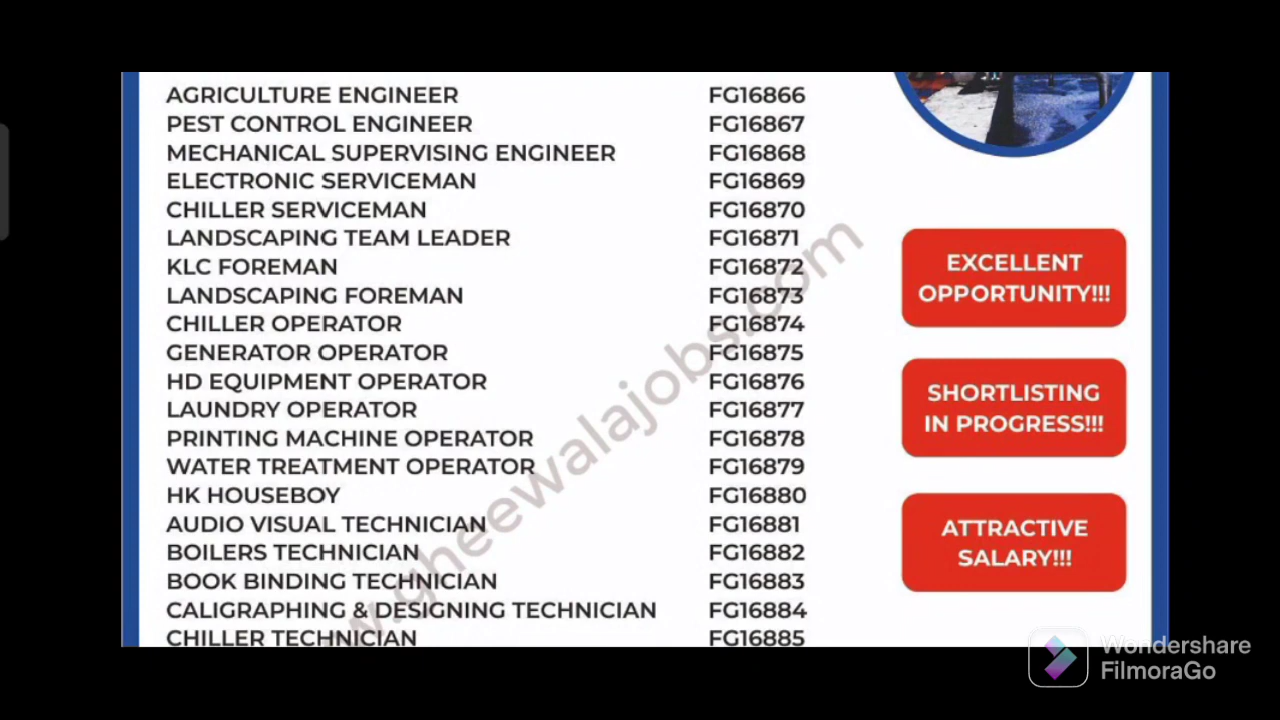 AGRICULTURE ENGINEER FG16866
PEST CONTROL ENGINEER FG16867
MECHANICAL SUPERVISING ENGINEER FG16868
ELECTRONIC SERVICEMAN FG16869
CHILLER SERVICEMAN FG16870
LANDSCAPING TEAM LEADER FG16871
KLC FOREMAN FG16872
LANDSCAPING FOREMAN FG16873
CHILLER OPERATOR FG16874
GENERATOR OPERATOR FG16875
HD EQUIPMENT OPERATOR FG16876
LAUNDRY OPERATOR FG16877
PRINTING MACHINE OPERATOR FG16878
WATER TREATMENT OPERATOR FG16879
HK HOUSEBOY FG16880
AUDIO VISUAL TECHNICIAN FG16881
BOILERS TECHNICIAN FG16882
BOOK BINDING TECHNICIAN FG16883
CALIGRAPHING & DESIGNING TECHNICIAN FG16884
CHILLER TECHNICIAN FG16885
EXCELLENT
OPPORTUNITY!!!
SHORTLISTING
IN PROGRESS!!!
ATTRACTIVE
SALARY!!!
w.gheewalajobs.com
Wondershare
FilmoraGo